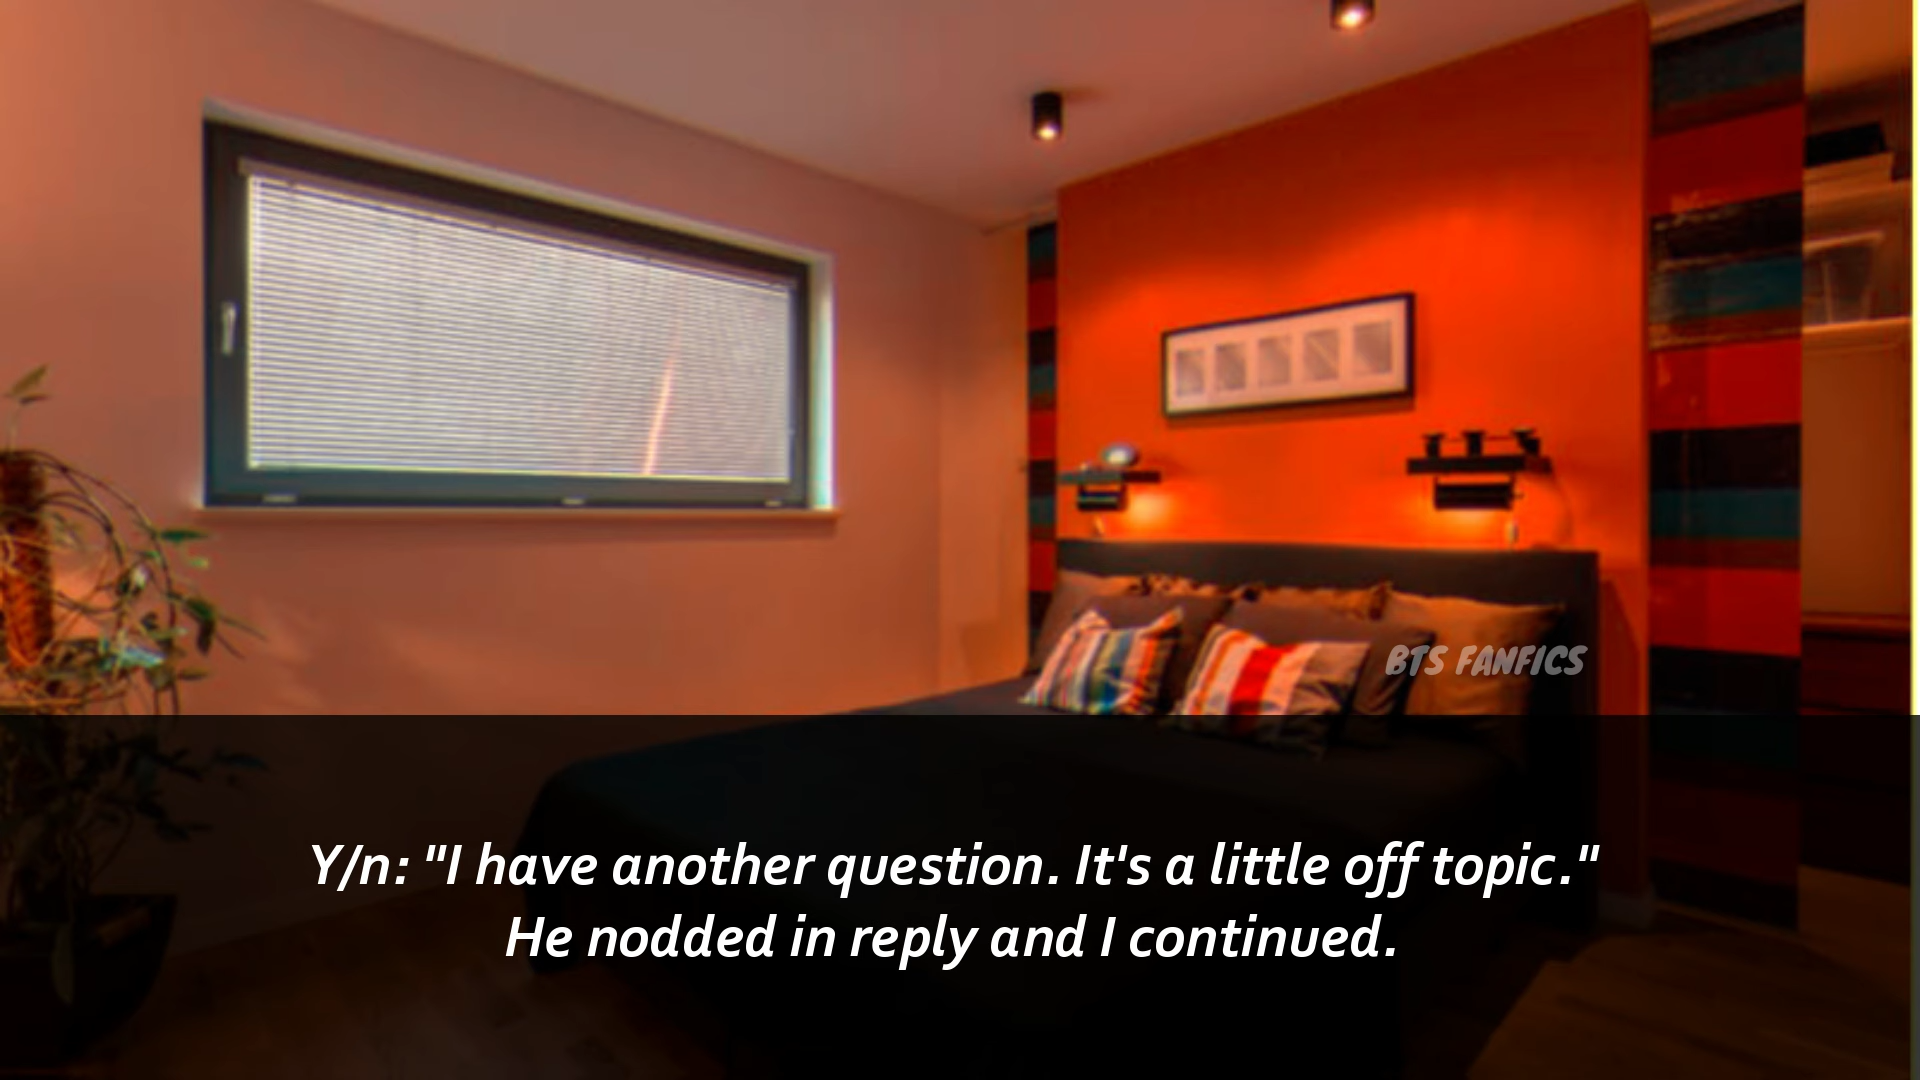 BTS FANFICS
Y/n: "I have another question. It's a little off topic."
He nodded in reply and I continued.